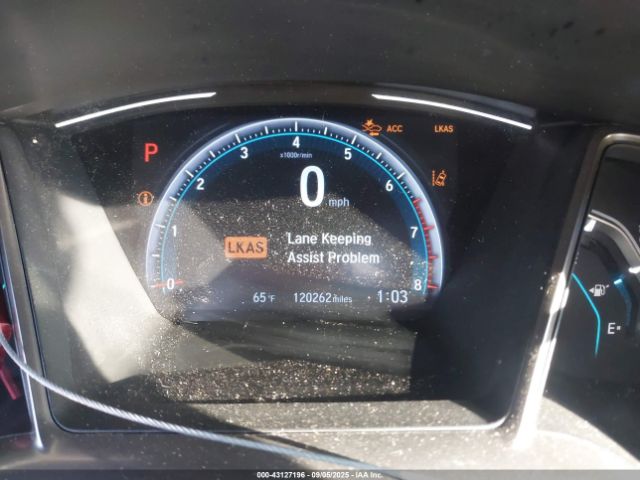 ACC LKAS
3 4 5
x1000r/min
P
2 6
0 mph
1 7
LKAS Lane Keeping
Assist Problem
0 8
65°F 120262 miles 1:03
E
000-43127196 - 09/05/2025 - IAA Inc.